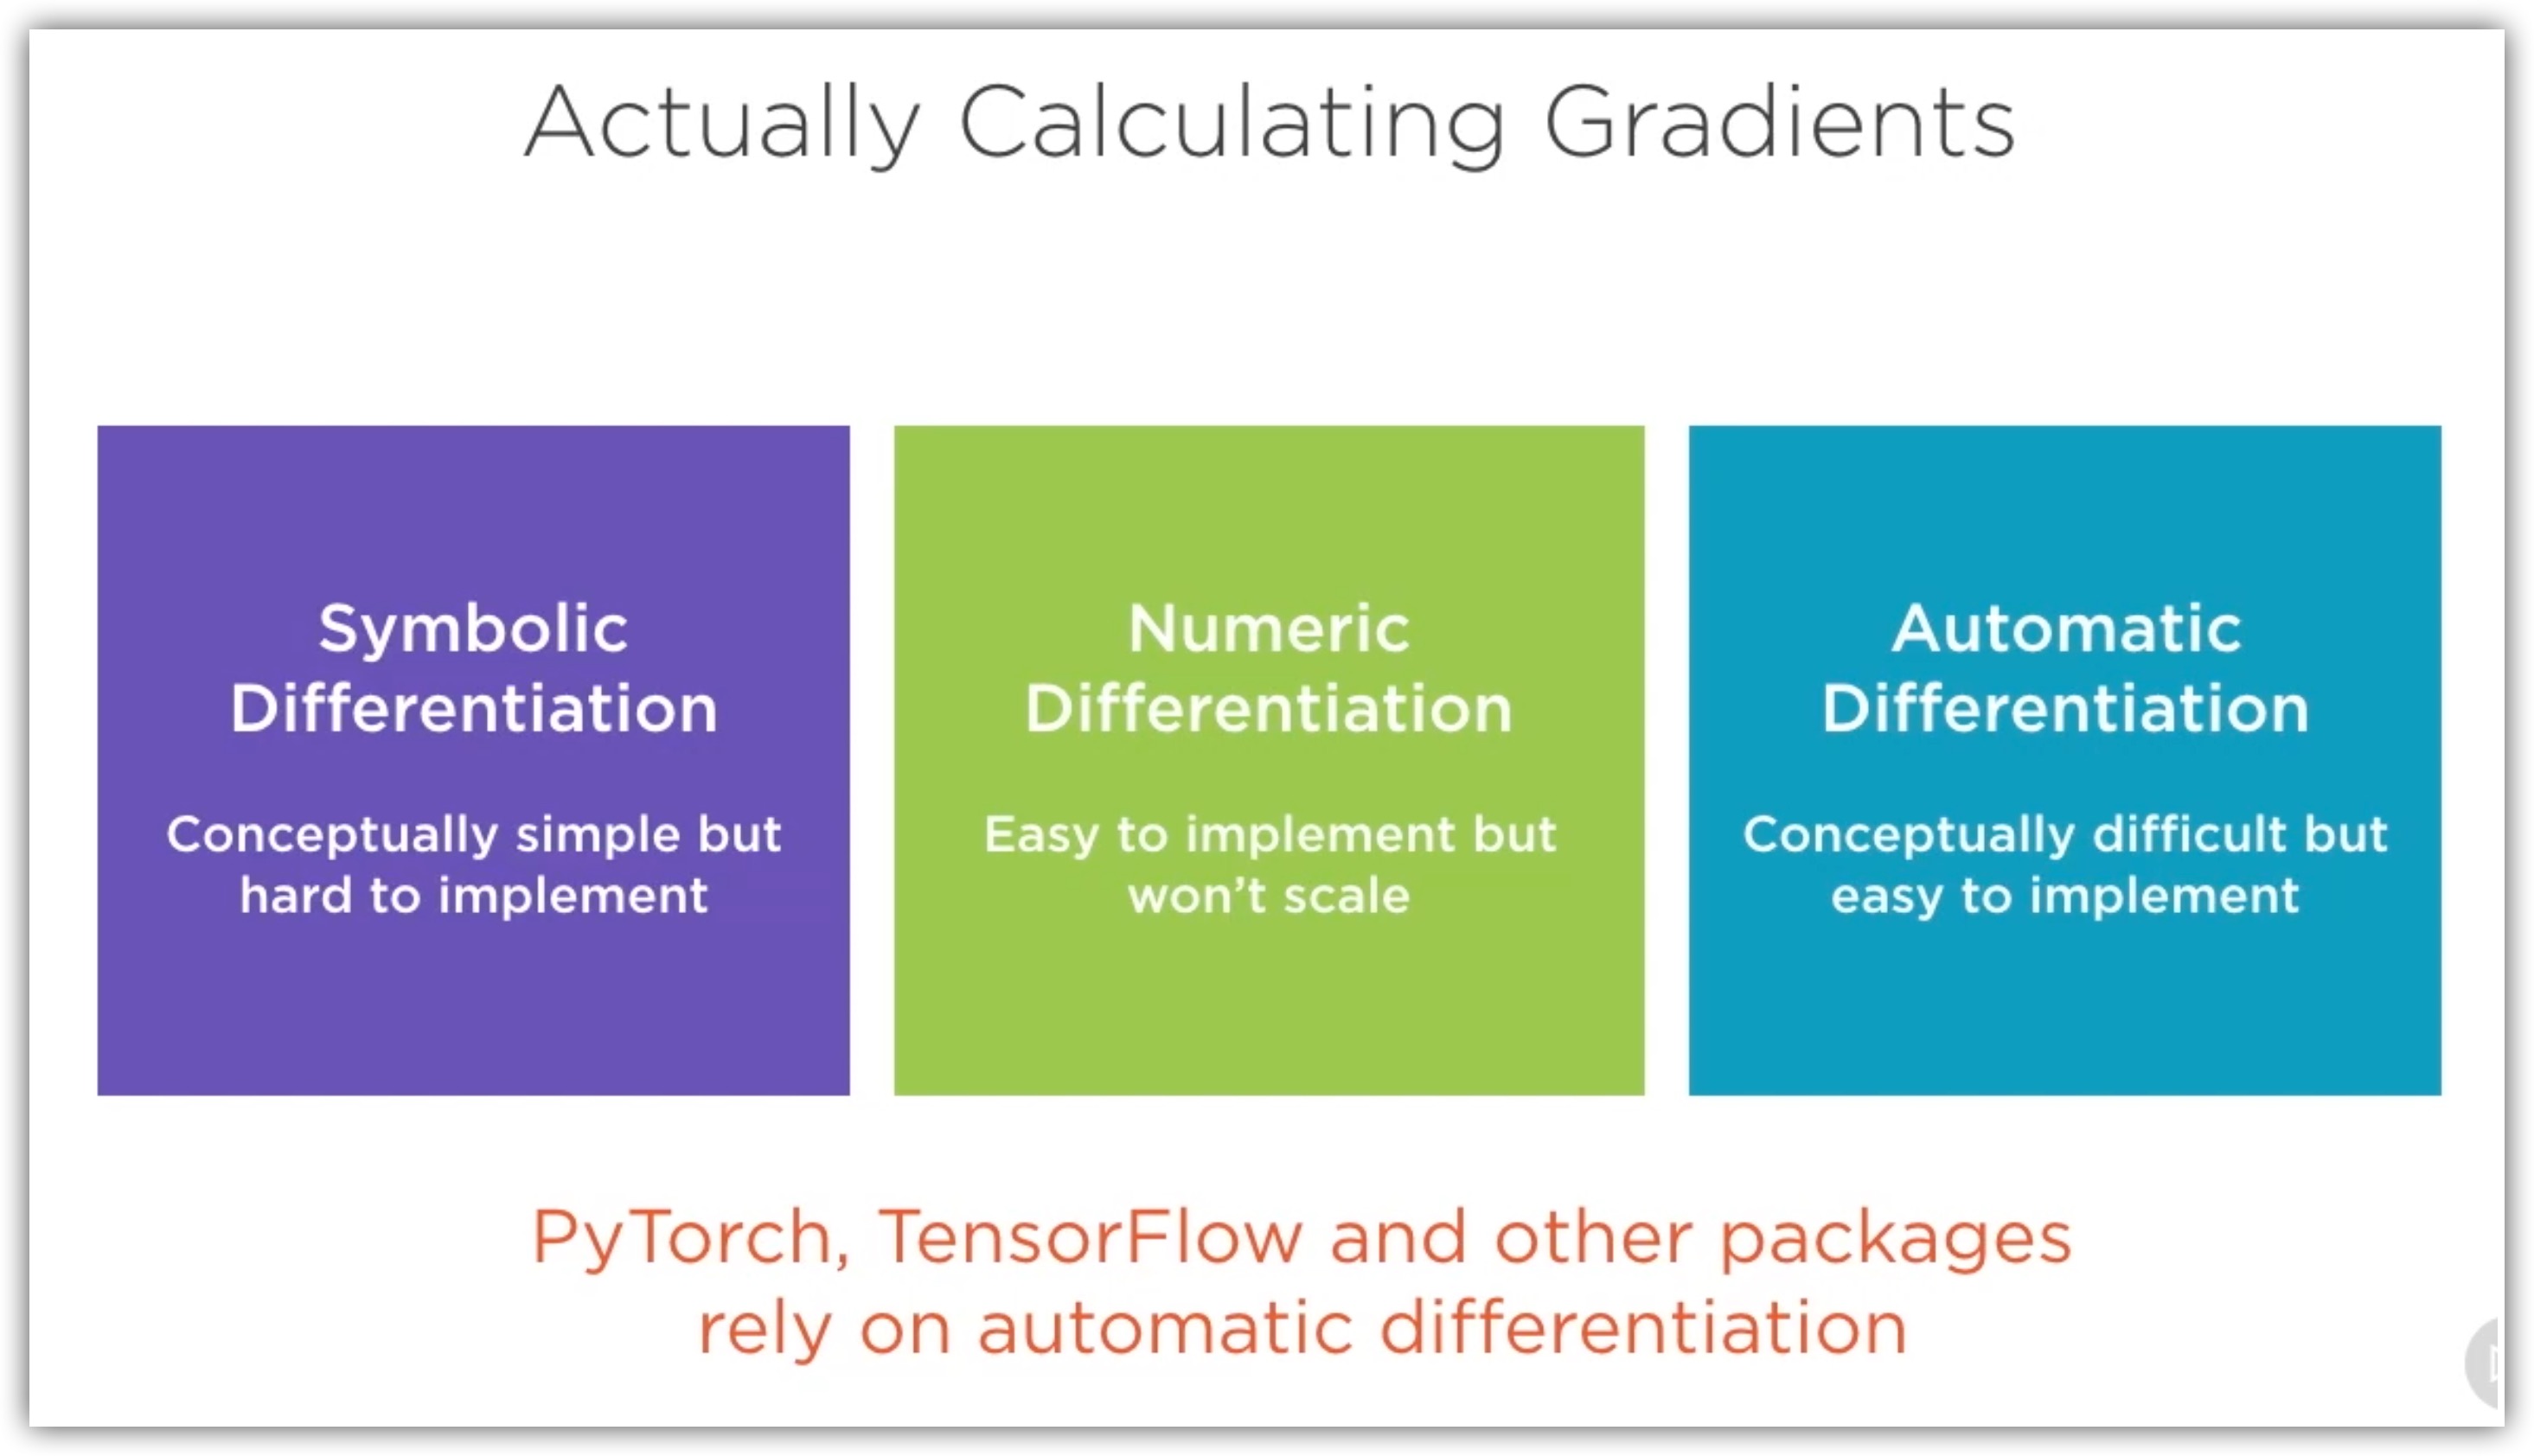 Actually Calculating Gradients
Symbolic
Differentiation
Conceptually simple but
hard to implement
Numeric
Differentiation
Easy to implement but
won't scale
Automatic
Differentiation
Conceptually difficult but
easy to implement
PyTorch, TensorFlow and other packages
rely on automatic differentiation